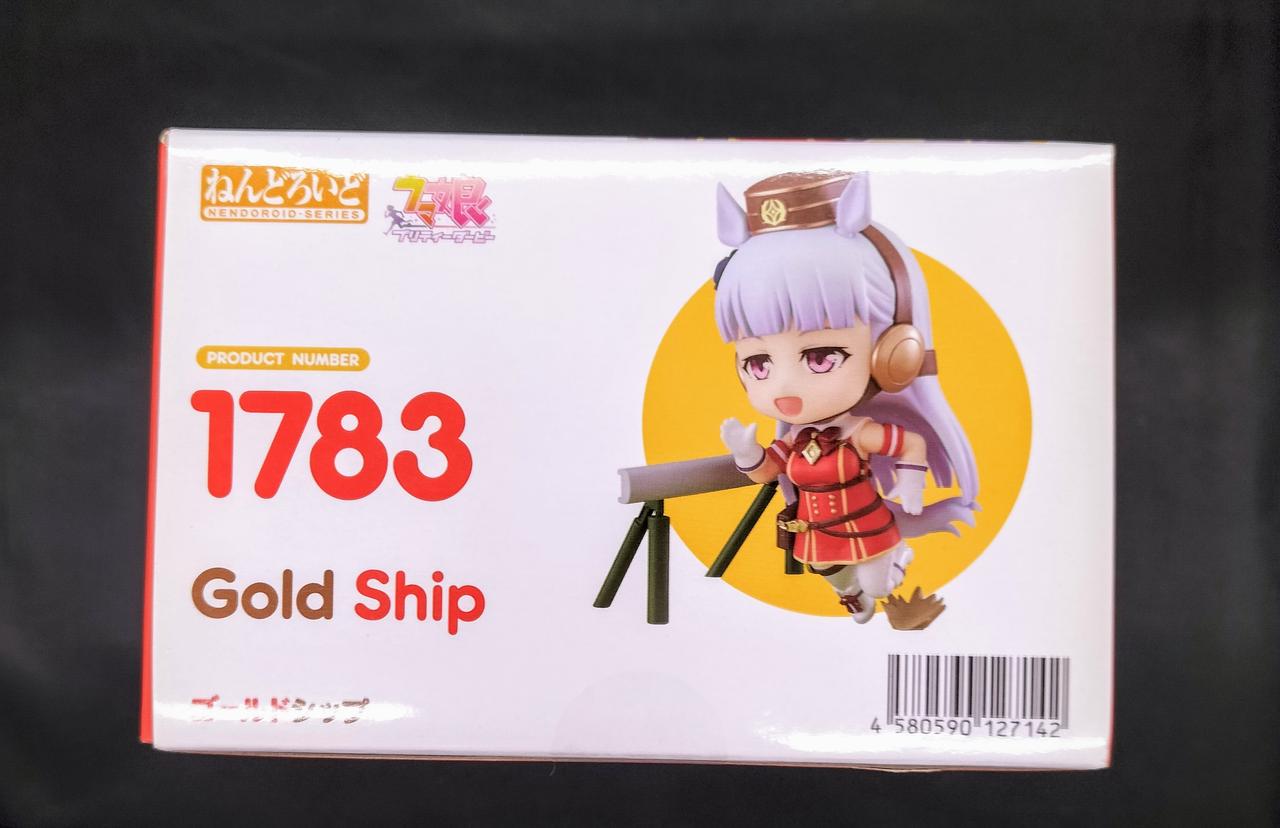 ねんどろいど
NENDOROID·SERIES
ウマ娘
プリティーダービー
PRODUCT NUMBER
1783
Gold Ship
ゴールドシップ
4 580590 127142